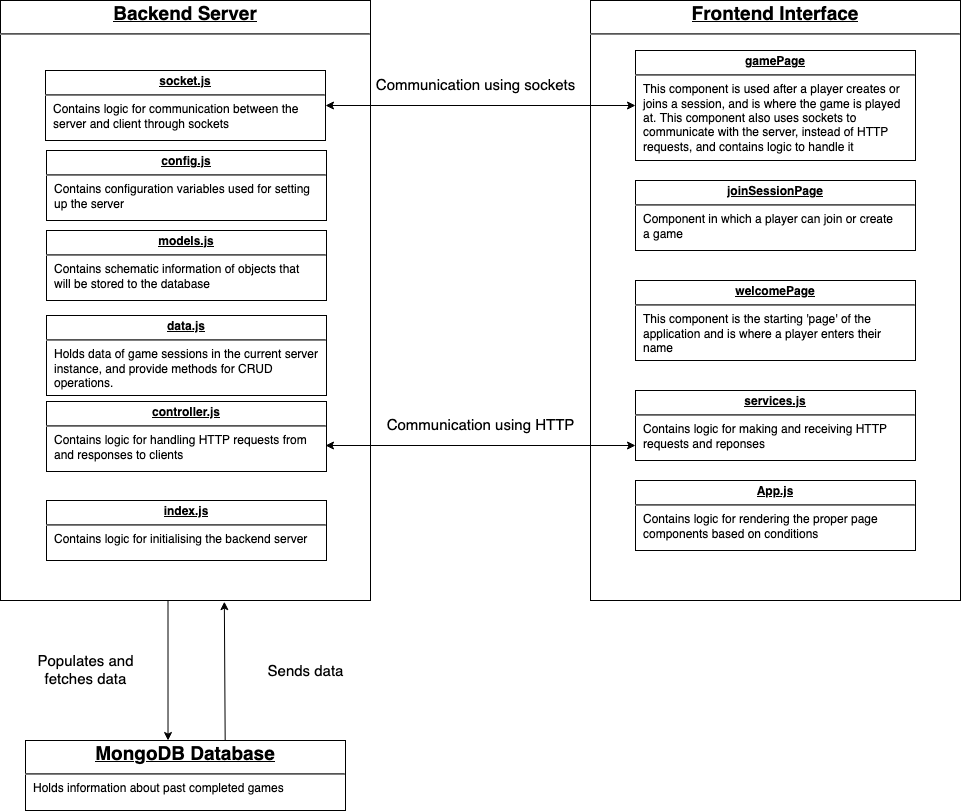 Backend Server
socket.js
Contains logic for communication between the
server and client through sockets
config.js
Contains configuration variables used for setting
up the server
models.js
Contains schematic information of objects that
will be stored to the database
data.js
Holds data of game sessions in the current server
instance, and provide methods for CRUD
operations.
controller.js
Contains logic for handling HTTP requests from
and responses to clients
index.js
Contains logic for initialising the backend server
Communication using sockets
Communication using HTTP
Frontend Interface
gamePage
This component is used after a player creates or
joins a session, and is where the game is played
at. This component also uses sockets to
communicate with the server, instead of HTTP
requests, and contains logic to handle it
joinSessionPage
Component in which a player can join or create
a game
welcomePage
This component is the starting 'page' of the
application and is where a player enters their
name
services.js
Contains logic for making and receiving HTTP
requests and reponses
App.js
Contains logic for rendering the proper page
components based on conditions
Populates and
fetches data
Sends data
MongoDB Database
Holds information about past completed games